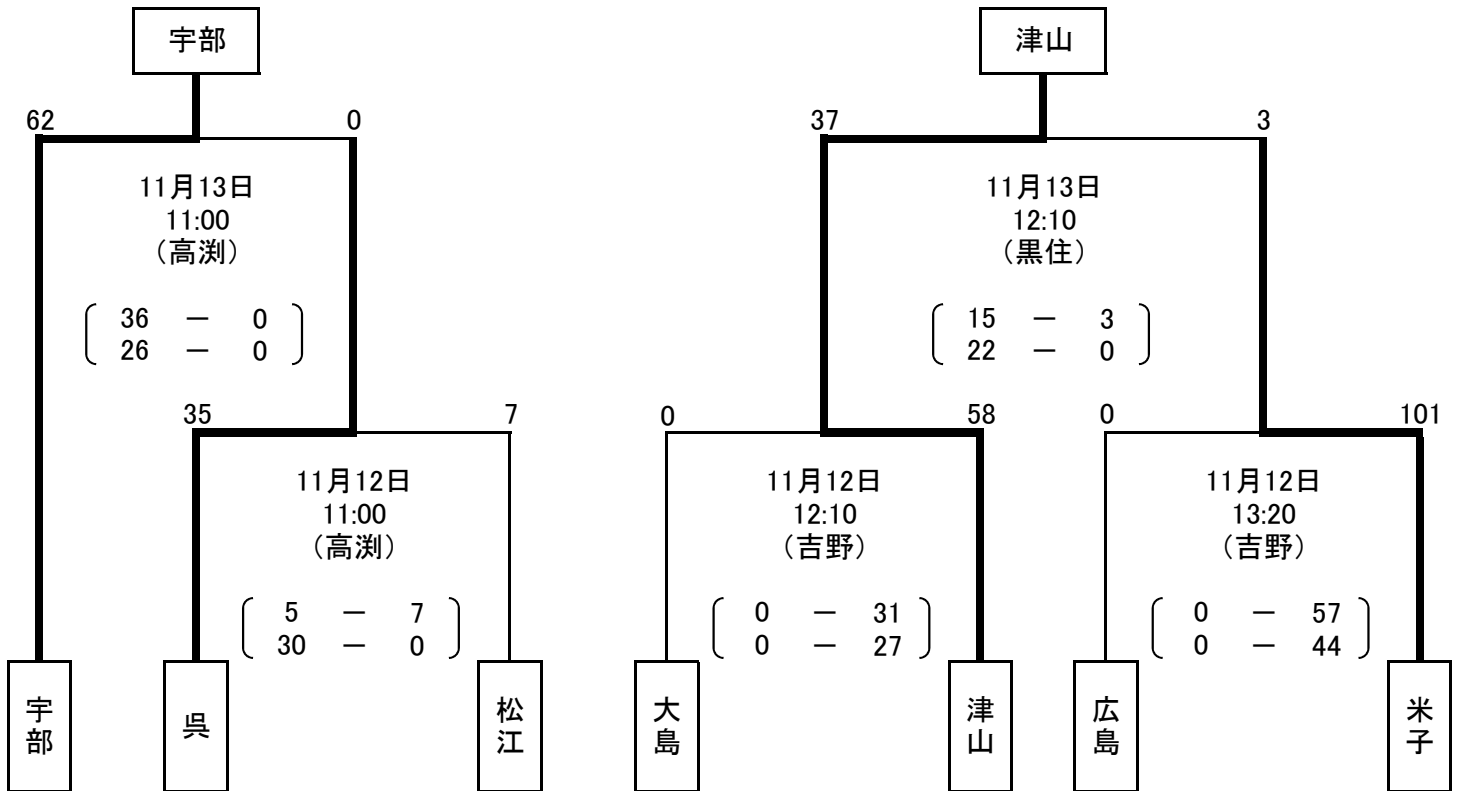 宇部
津山
62 0
37 3
11月13日
11:00
(高渕)
36 － 0
26 － 0
11月13日
12:10
(黒住)
15 － 3
22 － 0
35 7
0 58
0 101
11月12日
11:00
(高渕)
5 － 7
30 － 0
11月12日
12:10
(吉野)
0 － 31
0 － 27
11月12日
13:20
(吉野)
0 － 57
0 － 44
宇部
呉
松江
大島
津山
広島
米子